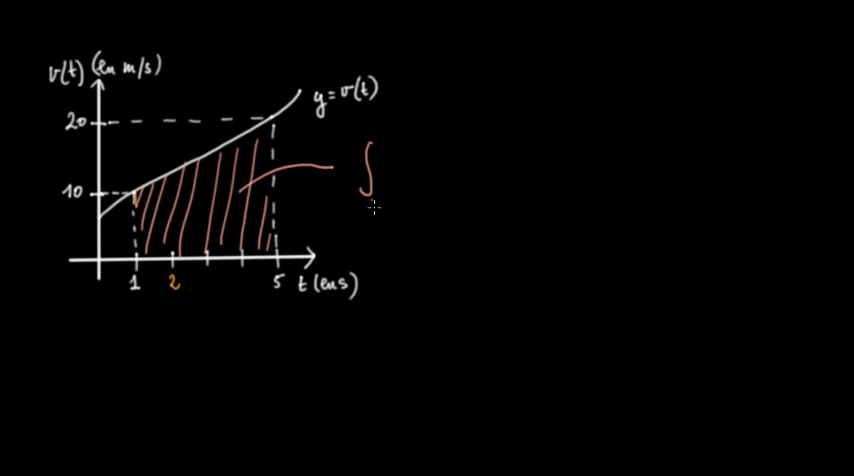 v(t) (en m/s)
y = v(t)
20
10
∫
1 2 5 t (en s)